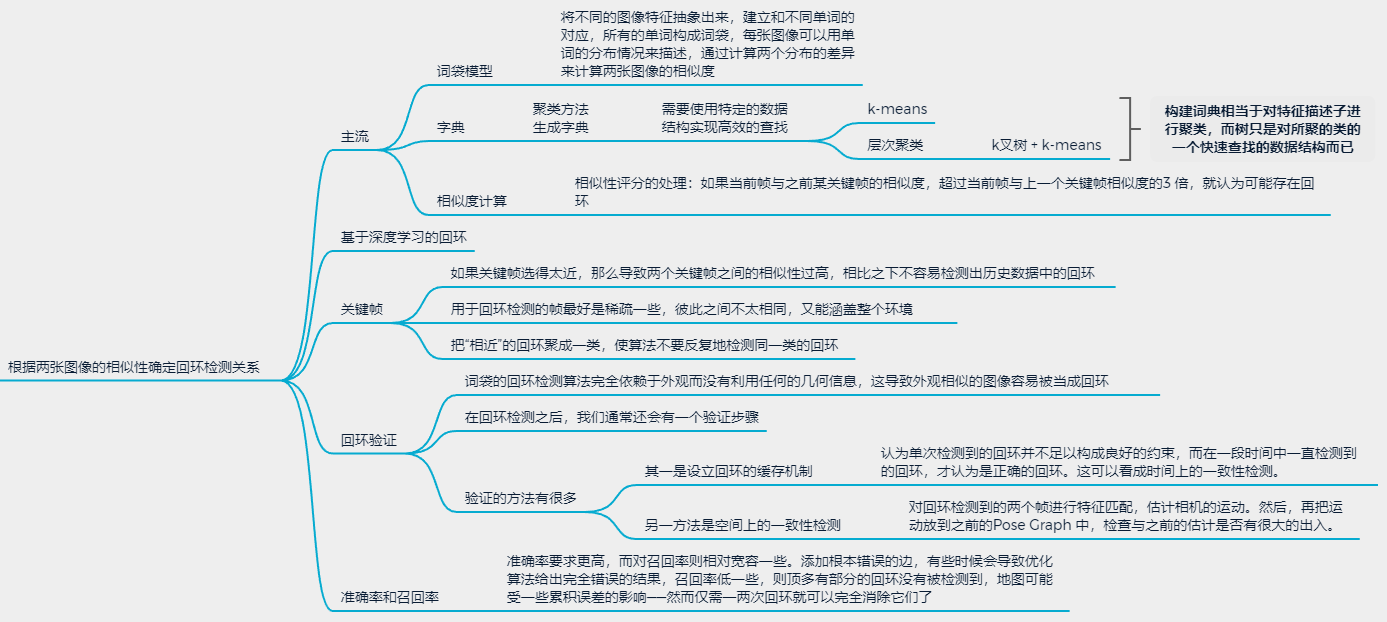 根据两张图像的相似性确定回环检测关系
主流
词袋模型
将不同的图像特征抽象出来，建立和不同单词的
对应，所有的单词构成词袋，每张图像可以用单
词的分布情况来描述，通过计算两个分布的差异
来计算两张图像的相似度
字典
聚类方法
生成字典
需要使用特定的数据
结构实现高效的查找
k-means
层次聚类
k叉树 + k-means
构建词典相当于对特征描述子进
行聚类，而树只是对所聚的类的
一个快速查找的数据结构而已
相似度计算
相似性评分的处理：如果当前帧与之前某关键帧的相似度，超过当前帧与上一个关键帧相似度的3 倍，就认为可能存在回
环
基于深度学习的回环
关键帧
如果关键帧选得太近，那么导致两个关键帧之间的相似性过高，相比之下不容易检测出历史数据中的回环
用于回环检测的帧最好是稀疏一些，彼此之间不太相同，又能涵盖整个环境
把“相近”的回环聚成一类，使算法不要反复地检测同一类的回环
回环验证
词袋的回环检测算法完全依赖于外观而没有利用任何的几何信息，这导致外观相似的图像容易被当成回环
在回环检测之后，我们通常还会有一个验证步骤
验证的方法有很多
其一是设立回环的缓存机制
认为单次检测到的回环并不足以构成良好的约束，而在一段时间中一直检测到
的回环，才认为是正确的回环。这可以看成时间上的一致性检测。
另一方法是空间上的一致性检测
对回环检测到的两个帧进行特征匹配，估计相机的运动。然后，再把运
动放到之前的Pose Graph 中，检查与之前的估计是否有很大的出入。
准确率和召回率
准确率要求更高，而对召回率则相对宽容一些。添加根本错误的边，有些时候会导致优化
算法给出完全错误的结果，召回率低一些，则顶多有部分的回环没有被检测到，地图可能
受一些累积误差的影响——然而仅需一两次回环就可以完全消除它们了